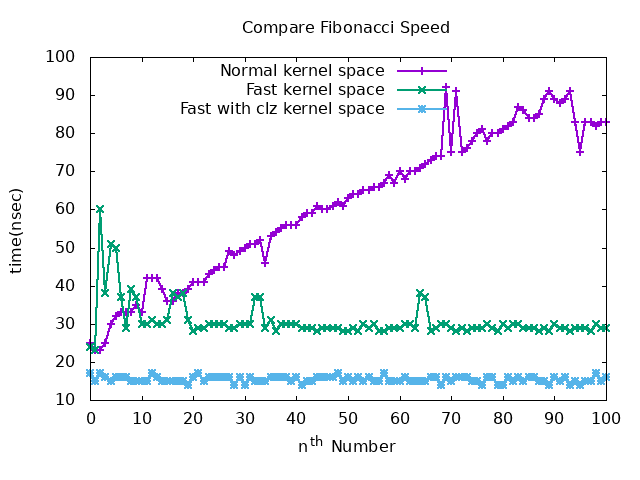 Compare Fibonacci Speed
Normal kernel space
Fast kernel space
Fast with clz kernel space
time(nsec)
100
90
80
70
60
50
40
30
20
10
0 10 20 30 40 50 60 70 80 90 100
nth Number